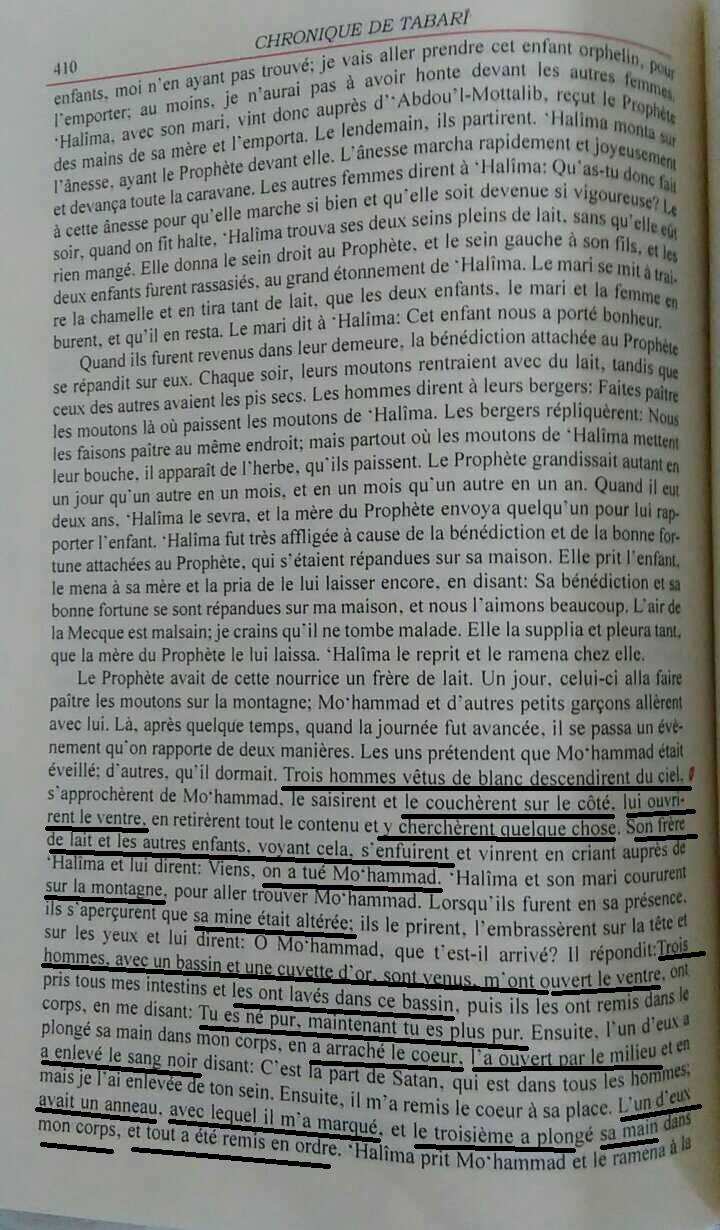 410
CHRONIQUE DE TABARÎ
enfants, moi n'en ayant pas trouvé; je vais aller prendre cet enfant orphelin, pour
l'emporter; au moins, je n'aurai pas à avoir honte devant les autres femmes.
‘Halîma, avec son mari, vint donc auprès d'‘Abdou'l-Mottalib, reçut le Prophète
des mains de sa mère et l'emporta. Le lendemain, ils partirent. ‘Halîma monta sur
l'ânesse, ayant le Prophète devant elle. L'ânesse marcha rapidement et joyeusement
et devança toute la caravane. Les autres femmes dirent à ‘Halîma: Qu'as-tu donc fait
à cette ânesse pour qu'elle marche si bien et qu'elle soit devenue si vigoureuse? Le
soir, quand on fit halte, ‘Halîma trouva ses deux seins pleins de lait, sans qu'elle eût
rien mangé. Elle donna le sein droit au Prophète, et le sein gauche à son fils, et les
deux enfants furent rassasiés, au grand étonnement de ‘Halîma. Le mari se mit à trai-
re la chamelle et en tira tant de lait, que les deux enfants, le mari et la femme en
burent, et qu'il en resta. Le mari dit à ‘Halîma: Cet enfant nous a porté bonheur.
Quand ils furent revenus dans leur demeure, la bénédiction attachée au Prophète
se répandit sur eux. Chaque soir, leurs moutons rentraient avec du lait, tandis que
ceux des autres avaient les pis secs. Les hommes dirent à leurs bergers: Faites paître
les moutons là où paissent les moutons de ‘Halîma. Les bergers répliquèrent: Nous
les faisons paître au même endroit; mais partout où les moutons de ‘Halîma mettent
leur bouche, il apparaît de l'herbe, qu'ils paissent. Le Prophète grandissait autant en
un jour qu'un autre en un mois, et en un mois qu'un autre en un an. Quand il eut
deux ans, ‘Halîma le sevra, et la mère du Prophète envoya quelqu'un pour lui rap-
porter l'enfant. ‘Halîma fut très affligée à cause de la bénédiction et de la bonne for-
tune attachées au Prophète, qui s'étaient répandues sur sa maison. Elle prit l'enfant,
le mena à sa mère et la pria de le lui laisser encore, en disant: Sa bénédiction et sa
bonne fortune se sont répandues sur ma maison, et nous l'aimons beaucoup. L'air de
la Mecque est malsain; je crains qu'il ne tombe malade. Elle la supplia et pleura tant,
que la mère du Prophète le lui laissa. ‘Halîma le reprit et le ramena chez elle.
Le Prophète avait de cette nourrice un frère de lait. Un jour, celui-ci alla faire
paître les moutons sur la montagne; Mo‘hammad et d'autres petits garçons allèrent
avec lui. Là, après quelque temps, quand la journée fut avancée, il se passa un évè-
nement qu'on rapporte de deux manières. Les uns prétendent que Mo‘hammad était
éveillé; d'autres, qu'il dormait. Trois hommes vêtus de blanc descendirent du ciel,
s'approchèrent de Mo‘hammad, le saisirent et le couchèrent sur le côté, lui ouvri-
rent le ventre, en retirèrent tout le contenu et y cherchèrent quelque chose. Son frère
de lait et les autres enfants, voyant cela, s'enfuirent et vinrent en criant auprès de
‘Halîma et lui dirent: Viens, on a tué Mo‘hammad. ‘Halîma et son mari coururent
sur la montagne, pour aller trouver Mo‘hammad. Lorsqu'ils furent en sa présence,
ils s'aperçurent que sa mine était altérée; ils le prirent, l'embrassèrent sur la tête et
sur les yeux et lui dirent: O Mo‘hammad, que t'est-il arrivé? Il répondit:Trois
hommes, avec un bassin et une cuvette d'or, sont venus, m'ont ouvert le ventre, ont
pris tous mes intestins et les ont lavés dans ce bassin, puis ils les ont remis dans le
corps, en me disant: Tu es né pur, maintenant tu es plus pur. Ensuite, l'un d'eux a
plongé sa main dans mon corps, en a arraché le coeur, l'a ouvert par le milieu et en
a enlevé le sang noir disant: C'est la part de Satan, qui est dans tous les hommes;
mais je l'ai enlevée de ton sein. Ensuite, il m'a remis le coeur à sa place. L'un d'eux
avait un anneau, avec lequel il m'a marqué, et le troisième a plongé sa main dans
mon corps, et tout a été remis en ordre. ‘Halîma prit Mo‘hammad et le ramena à la